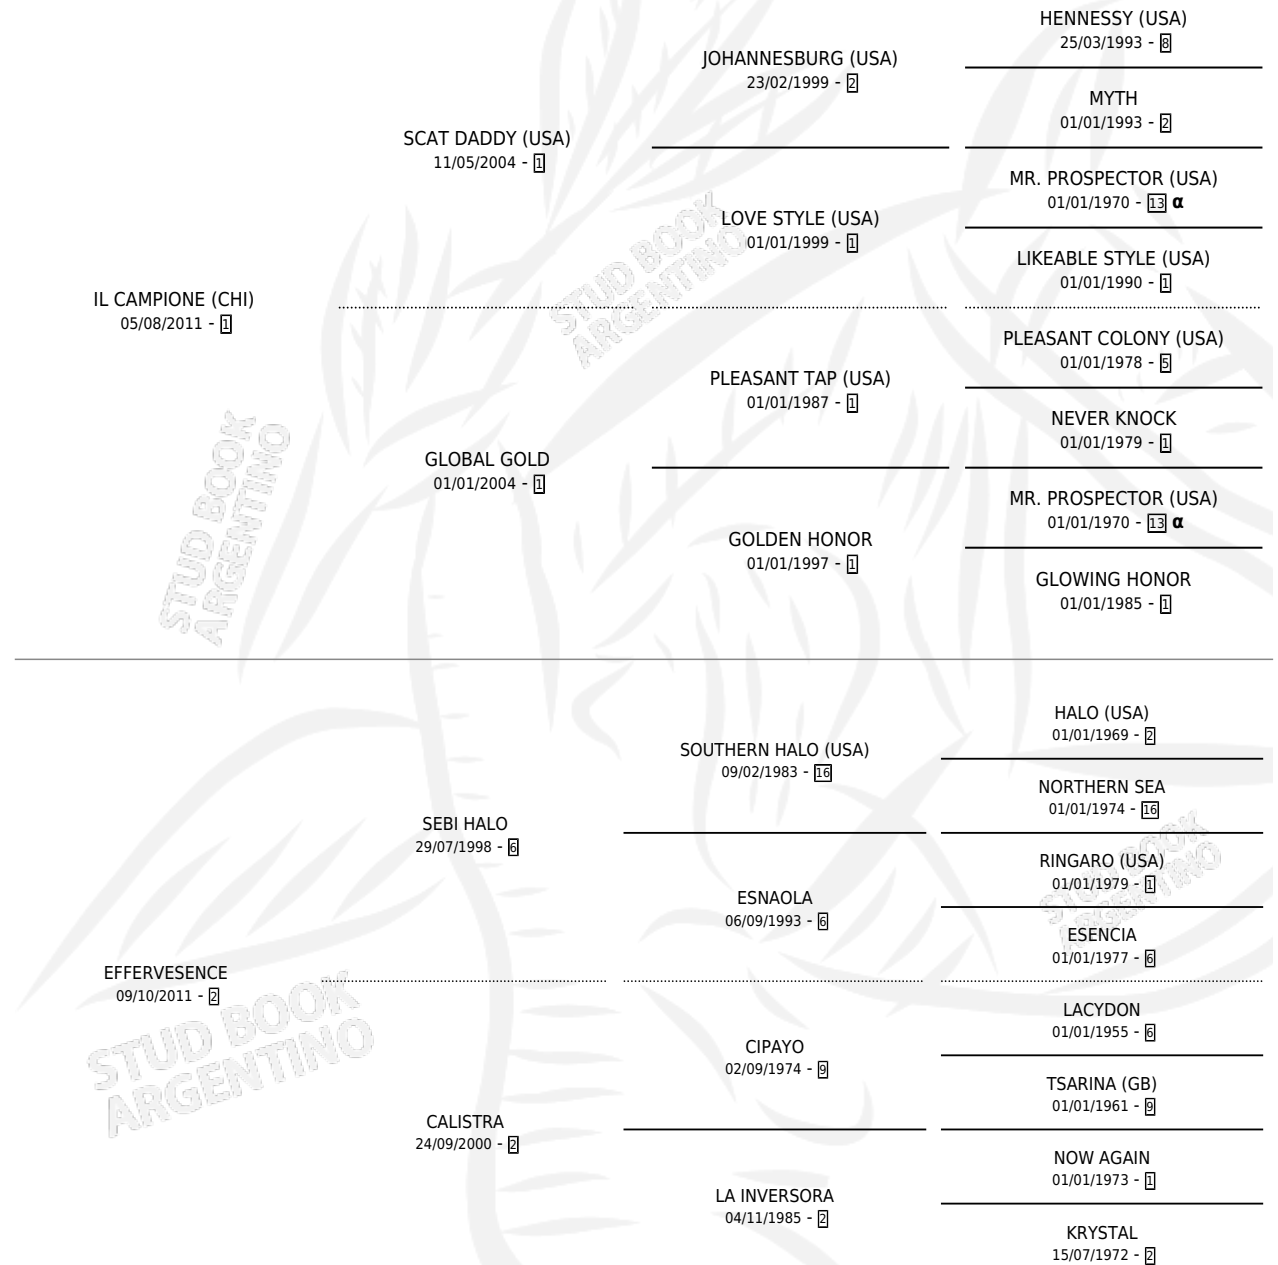 HENNESSY (USA)
25/03/1993 - 8
JOHANNESBURG (USA)
23/02/1999 - 2
MYTH
01/01/1993 - 2
SCAT DADDY (USA)
11/05/2004 - 1
MR. PROSPECTOR (USA)
01/01/1970 - 13 α
LOVE STYLE (USA)
01/01/1999 - 1
LIKEABLE STYLE (USA)
01/01/1990 - 1
STUD BOOK
ARGENTINO
IL CAMPIONE (CHI)
05/08/2011 - 1
PLEASANT COLONY (USA)
01/01/1978 - 5
PLEASANT TAP (USA)
01/01/1987 - 1
NEVER KNOCK
01/01/1979 - 1
GLOBAL GOLD
01/01/2004 - 1
MR. PROSPECTOR (USA)
01/01/1970 - 13 α
GOLDEN HONOR
01/01/1997 - 1
GLOWING HONOR
01/01/1985 - 1
STUD BOOK
ARGENTINO
HALO (USA)
01/01/1969 - 2
SOUTHERN HALO (USA)
09/02/1983 - 16
NORTHERN SEA
01/01/1974 - 16
SEBI HALO
29/07/1998 - 6
RINGARO (USA)
01/01/1979 - 1
ESNAOLA
06/09/1993 - 6
ESENCIA
01/01/1977 - 6
STUD BOOK
ARGENTINO
EFFERVESENCE
09/10/2011 - 2
LACYDON
01/01/1955 - 6
CIPAYO
02/09/1974 - 9
TSARINA (GB)
01/01/1961 - 9
CALISTRA
24/09/2000 - 2
NOW AGAIN
01/01/1973 - 1
LA INVERSORA
04/11/1985 - 2
KRYSTAL
15/07/1972 - 2
STUD BOOK
ARGENTINO